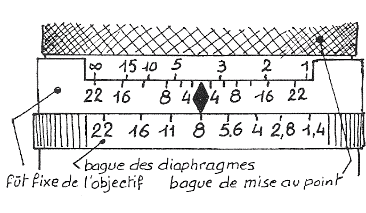 ∞ 15 10 5 3 2 1
22 16 8 4 4 8 16 22
22 16 11 8 5,6 4 2,8 1,4
bague des diaphragmes
fût fixe de l'objectif bague de mise au point